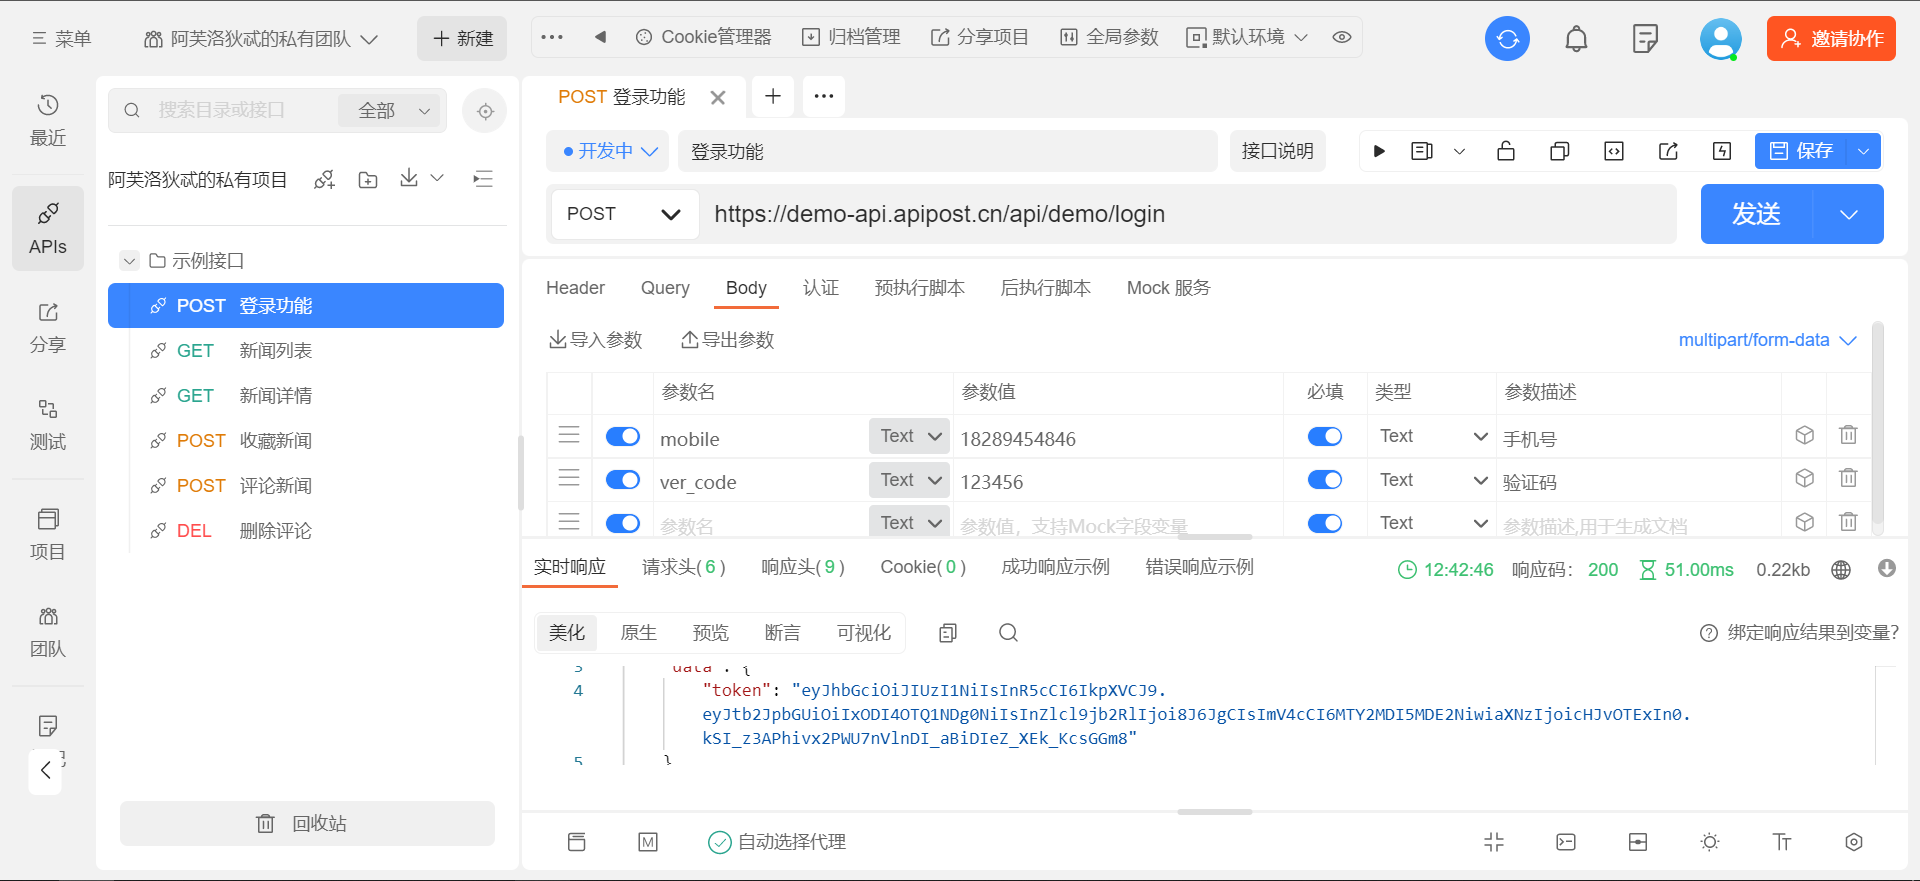 菜单
阿芙洛狄忒的私有团队
新建
Cookie管理器
归档管理
分享项目
全局参数
默认环境
邀请协作
最近
APIs
分享
测试
项目
团队
搜索目录或接口
全部
阿芙洛狄忒的私有项目
示例接口
POST 登录功能
GET 新闻列表
GET 新闻详情
POST 收藏新闻
POST 评论新闻
DEL 删除评论
回收站
POST 登录功能
开发中
登录功能
接口说明
保存
POST
https://demo-api.apipost.cn/api/demo/login
发送
Header Query Body 认证 预执行脚本 后执行脚本 Mock 服务
导入参数 导出参数
multipart/form-data
参数名 参数值 必填 类型 参数描述
mobile Text 18289454846 Text 手机号
ver_code Text 123456 Text 验证码
参数名 Text 参数值，支持Mock字段变量 Text 参数描述,用于生成文档
实时响应 请求头(6) 响应头(9) Cookie(0) 成功响应示例 错误响应示例
12:42:46 响应码： 200 51.00ms 0.22kb
美化 原生 预览 断言 可视化
绑定响应结果到变量?
3 data : {
4 "token": "eyJhbGciOiJIUzI1NiIsInR5cCI6IkpXVCJ9.
eyJtb2JpbGUiOiIxODI4OTQ1NDg0NiIsInZlcl9jb2RlIjoi8J6JgCIsImV4cCI6MTY2MDI5MDE2NiwiaXNzIjoicHJvOTExIn0.
kSI_z3APhivx2PWU7nVlnDI_aBiDIeZ_XEk_KcsGGm8"
5 }
自动选择代理